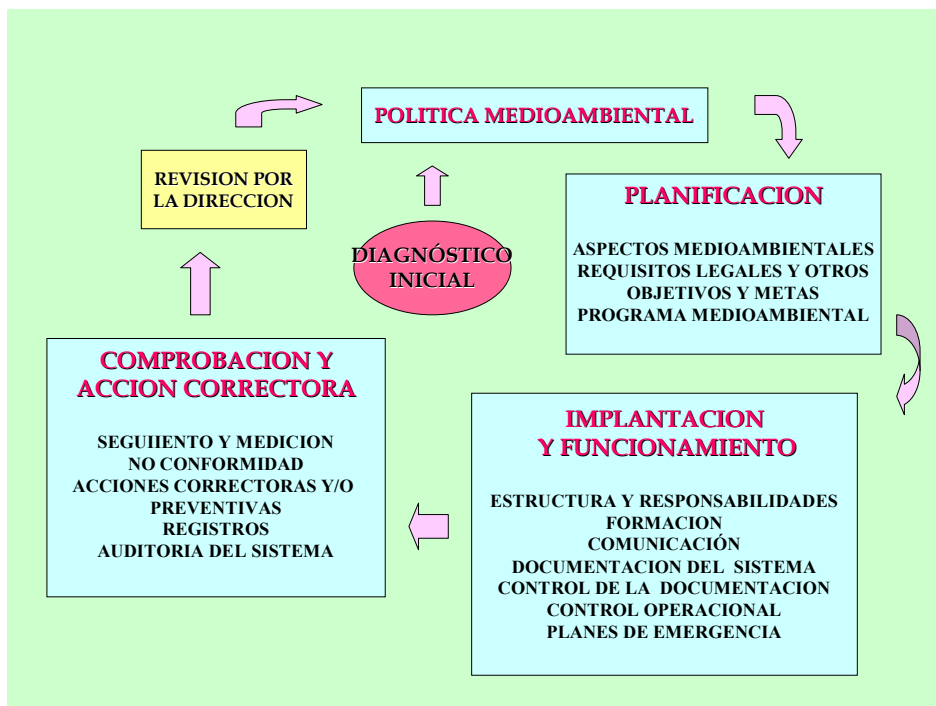 POLITICA MEDIOAMBIENTAL
REVISION POR
LA DIRECCION
DIAGNÓSTICO
INICIAL
PLANIFICACION
ASPECTOS MEDIOAMBIENTALES
REQUISITOS LEGALES Y OTROS
OBJETIVOS Y METAS
PROGRAMA MEDIOAMBIENTAL
COMPROBACION Y
ACCION CORRECTORA
SEGUIIENTO Y MEDICION
NO CONFORMIDAD
ACCIONES CORRECTORAS Y/O
PREVENTIVAS
REGISTROS
AUDITORIA DEL SISTEMA
IMPLANTACION
Y FUNCIONAMIENTO
ESTRUCTURA Y RESPONSABILIDADES
FORMACION
COMUNICACIÓN
DOCUMENTACION DEL SISTEMA
CONTROL DE LA DOCUMENTACION
CONTROL OPERACIONAL
PLANES DE EMERGENCIA